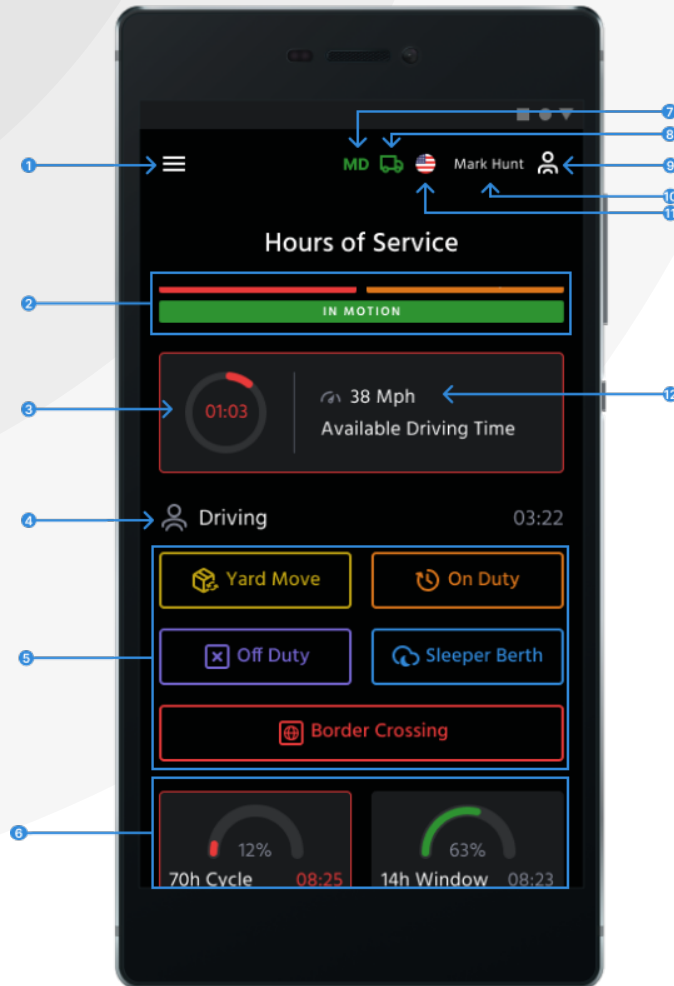 7
8
1
MD
Mark Hunt
9
10
11
Hours of Service
2
IN MOTION
3
01:03
38 Mph
12
Available Driving Time
4
Driving
03:22
Yard Move
On Duty
5
Off Duty
Sleeper Berth
Border Crossing
6
12%
63%
70h Cycle
08:25
14h Window
08:23